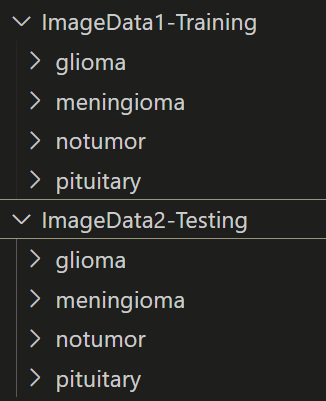 ImageData1-Training
glioma
meningioma
notumor
pituitary
ImageData2-Testing
glioma
meningioma
notumor
pituitary